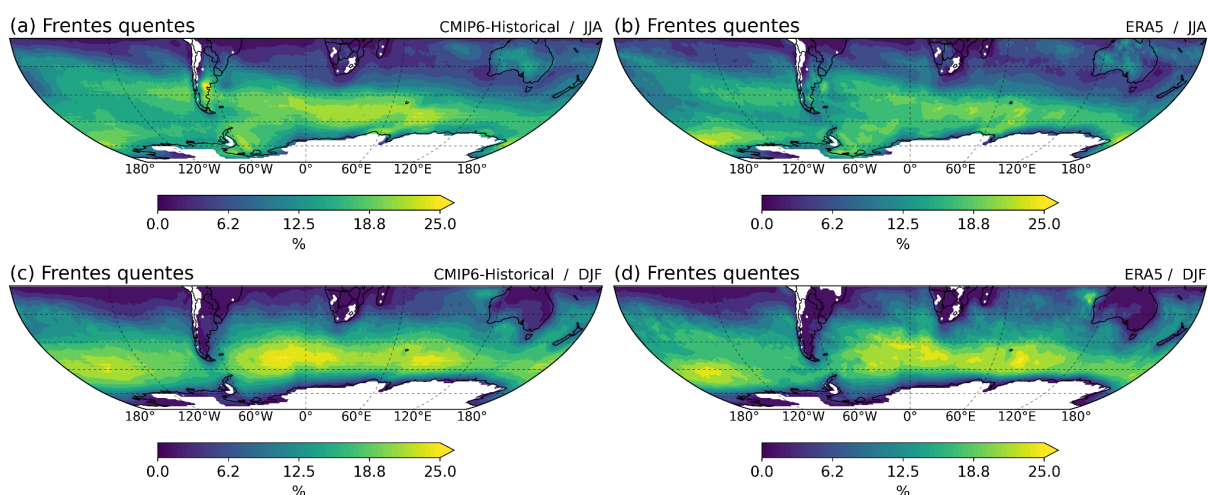 (a) Frentes quentes CMIP6-Historical / JJA
(b) Frentes quentes ERA5 / JJA
180° 120°W 60°W 0° 60°E 120°E 180°
180° 120°W 60°W 0° 60°E 120°E 180°
0.0 6.2 12.5 18.8 25.0
%
0.0 6.2 12.5 18.8 25.0
%
(c) Frentes quentes CMIP6-Historical / DJF
(d) Frentes quentes ERA5 / DJF
180° 120°W 60°W 0° 60°E 120°E 180°
180° 120°W 60°W 0° 60°E 120°E 180°
0.0 6.2 12.5 18.8 25.0
%
0.0 6.2 12.5 18.8 25.0
%